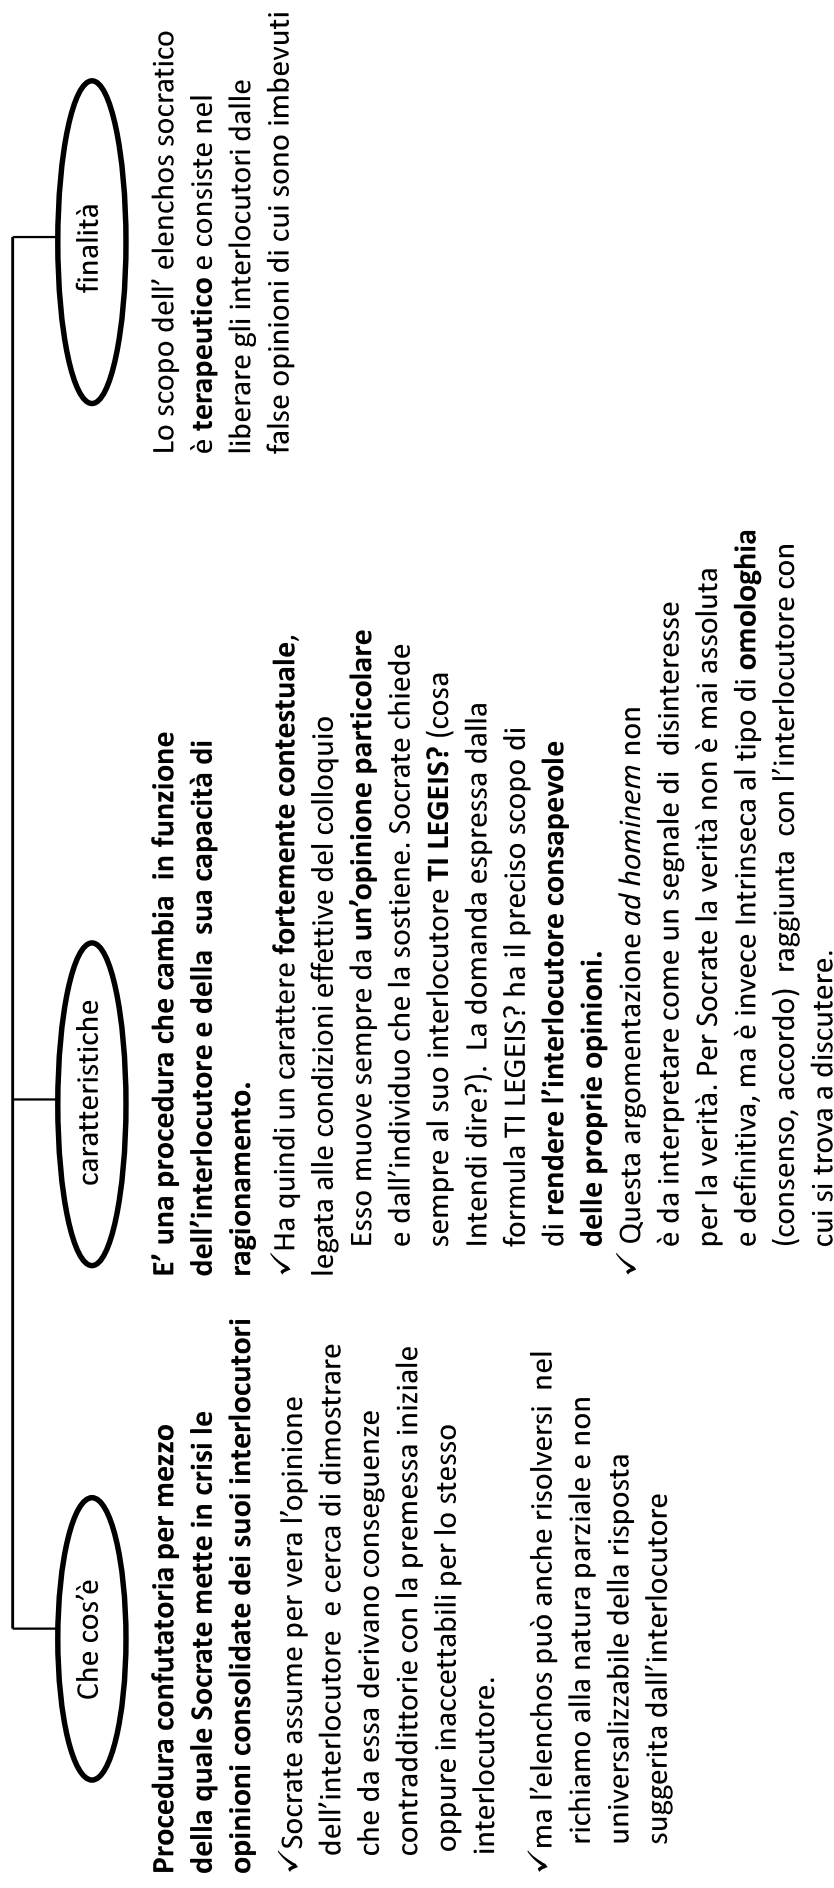 Che cos'è
Procedura confutatoria per mezzo
della quale Socrate mette in crisi le
opinioni consolidate dei suoi interlocutori
✓Socrate assume per vera l'opinione
dell'interlocutore e cerca di dimostrare
che da essa derivano conseguenze
contraddittorie con la premessa iniziale
oppure inaccettabili per lo stesso
interlocutore.
✓ma l'elenchos può anche risolversi nel
richiamo alla natura parziale e non
universalizzabile della risposta
suggerita dall'interlocutore
caratteristiche
E' una procedura che cambia in funzione
dell'interlocutore e della sua capacità di
ragionamento.
✓Ha quindi un carattere fortemente contestuale,
legata alle condizioni effettive del colloquio
Esso muove sempre da un'opinione particolare
e dall'individuo che la sostiene. Socrate chiede
sempre al suo interlocutore TI LEGEIS? (cosa
Intendi dire?). La domanda espressa dalla
formula TI LEGEIS? ha il preciso scopo di
di rendere l'interlocutore consapevole
delle proprie opinioni.
✓ Questa argomentazione ad hominem non
è da interpretare come un segnale di disinteresse
per la verità. Per Socrate la verità non è mai assoluta
e definitiva, ma è invece Intrinseca al tipo di omologhia
(consenso, accordo) raggiunta con l'interlocutore con
cui si trova a discutere.
finalità
Lo scopo dell' elenchos socratico
è terapeutico e consiste nel
liberare gli interlocutori dalle
false opinioni di cui sono imbevuti